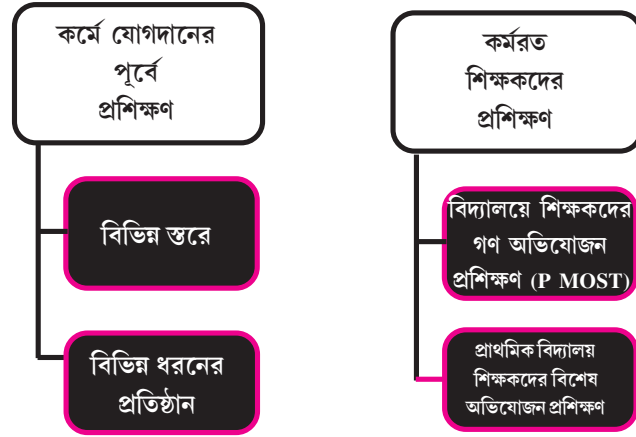 কর্মে যোগদানের
পূর্বে
প্রশিক্ষণ
বিভিন্ন স্তরে
বিভিন্ন ধরনের
প্রতিষ্ঠান
কর্মরত
শিক্ষকদের
প্রশিক্ষণ
বিদ্যালয়ে শিক্ষকদের
গণ অভিযোজন
প্রশিক্ষণ (P MOST)
প্রাথমিক বিদ্যালয়
শিক্ষকদের বিশেষ
অভিযোজন প্রশিক্ষণ